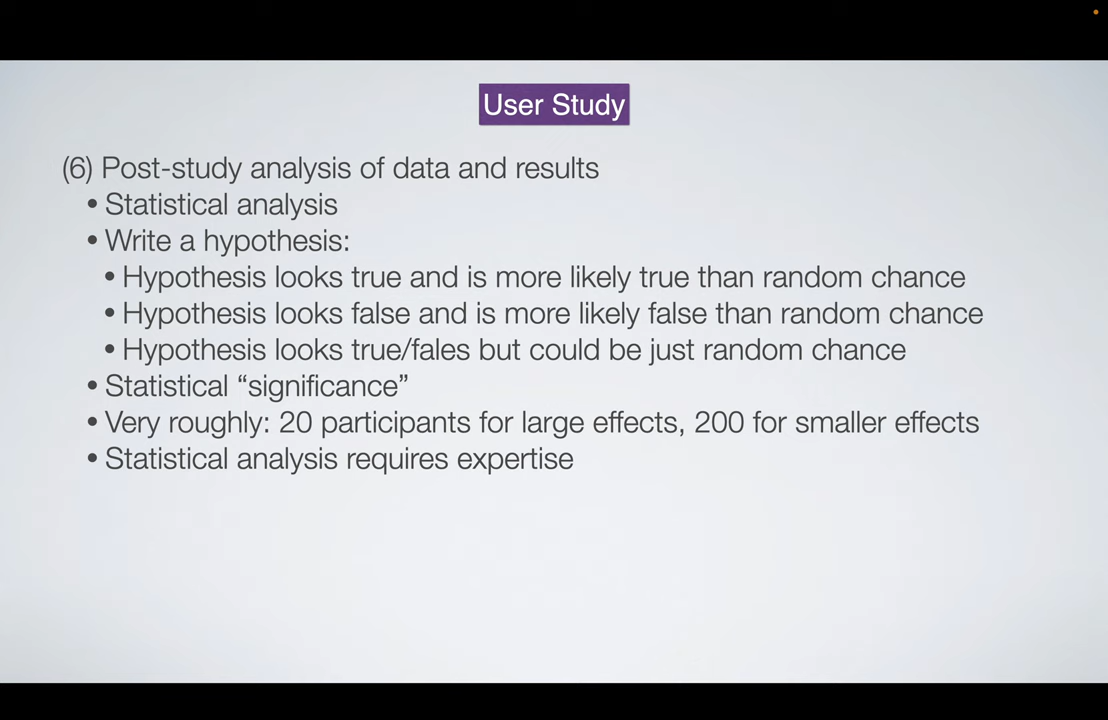 User Study
(6) Post-study analysis of data and results
• Statistical analysis
• Write a hypothesis:
• Hypothesis looks true and is more likely true than random chance
• Hypothesis looks false and is more likely false than random chance
• Hypothesis looks true/fales but could be just random chance
• Statistical “significance”
• Very roughly: 20 participants for large effects, 200 for smaller effects
• Statistical analysis requires expertise